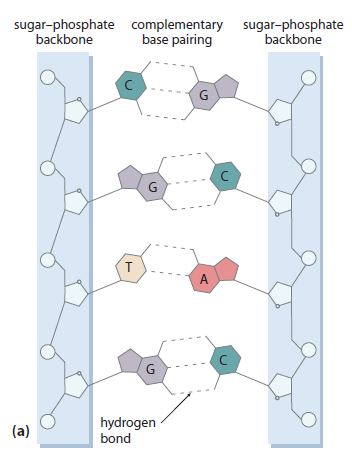 sugar–phosphate backbone
complementary base pairing
sugar–phosphate backbone
C G
G C
T A
G C
hydrogen bond
(a)